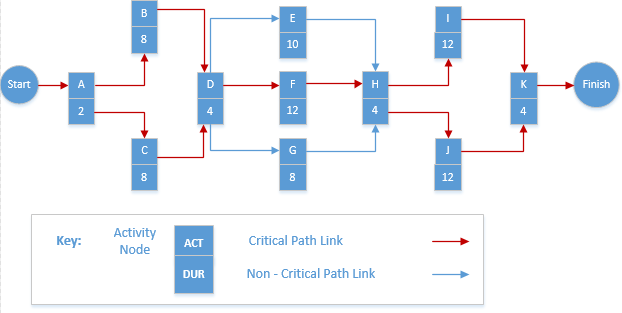 B
8
E
10
I
12
Start
A
2
D
4
F
12
H
4
K
4
Finish
C
8
G
8
J
12
Key:
Activity
Node
ACT
DUR
Critical Path Link
Non - Critical Path Link